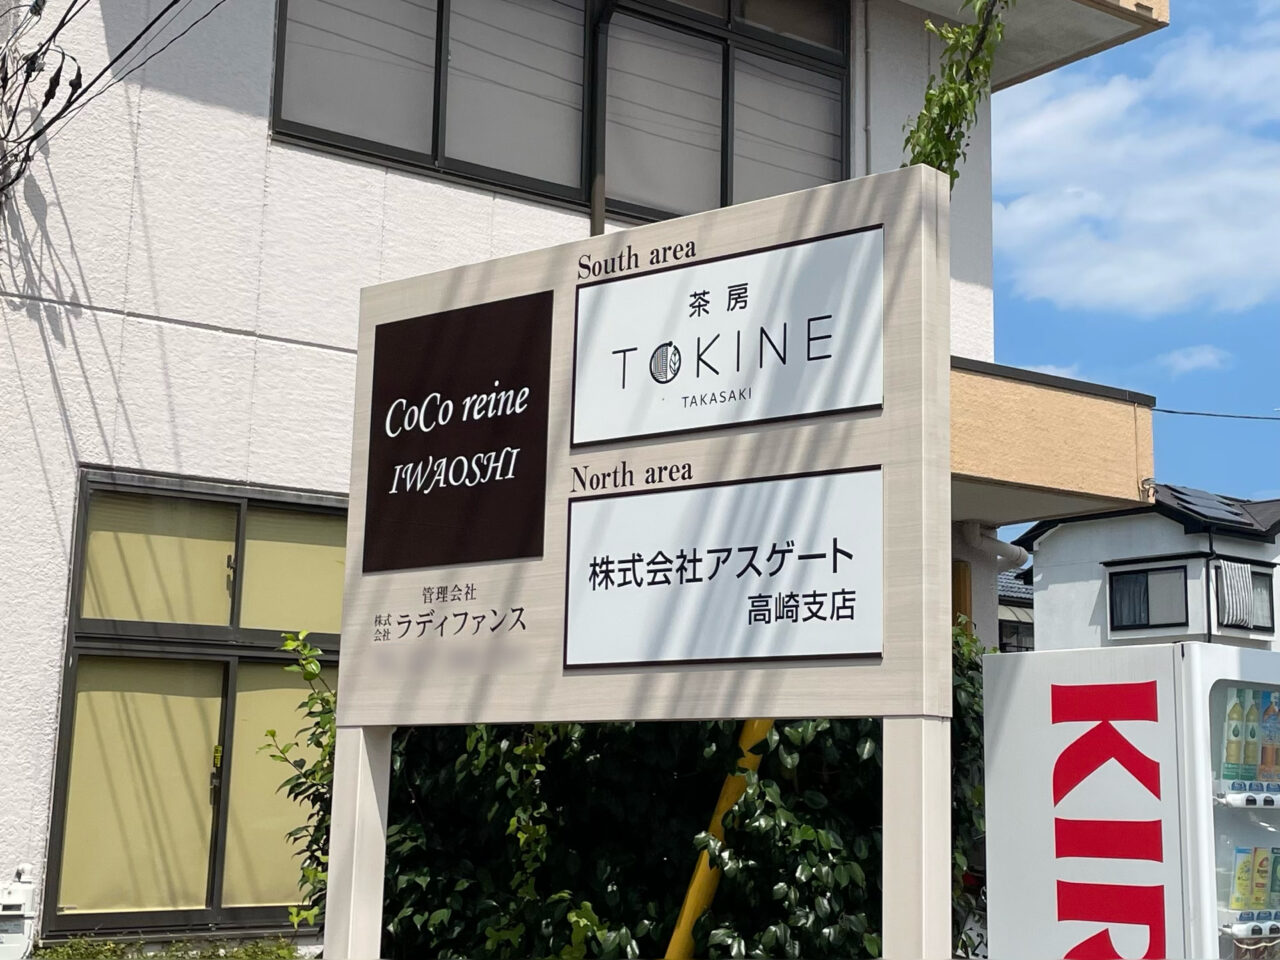 CoCo reine
IWAOSHI
管理会社
株式会社 ラディファンス
South area
茶房
TOKINE
TAKASAKI
North area
株式会社アスゲート
高崎支店
KIR